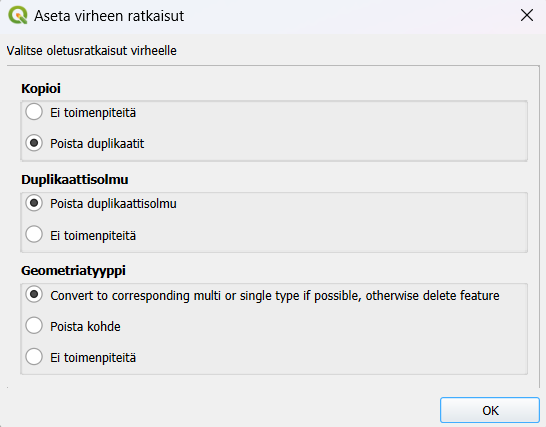 Aseta virheen ratkaisut
Valitse oletusratkaisut virheelle
Kopioi
Ei toimenpiteitä
Poista duplikaatit
Duplikaattisolmu
Poista duplikaattisolmu
Ei toimenpiteitä
Geometriatyyppi
Convert to corresponding multi or single type if possible, otherwise delete feature
Poista kohde
Ei toimenpiteitä
OK